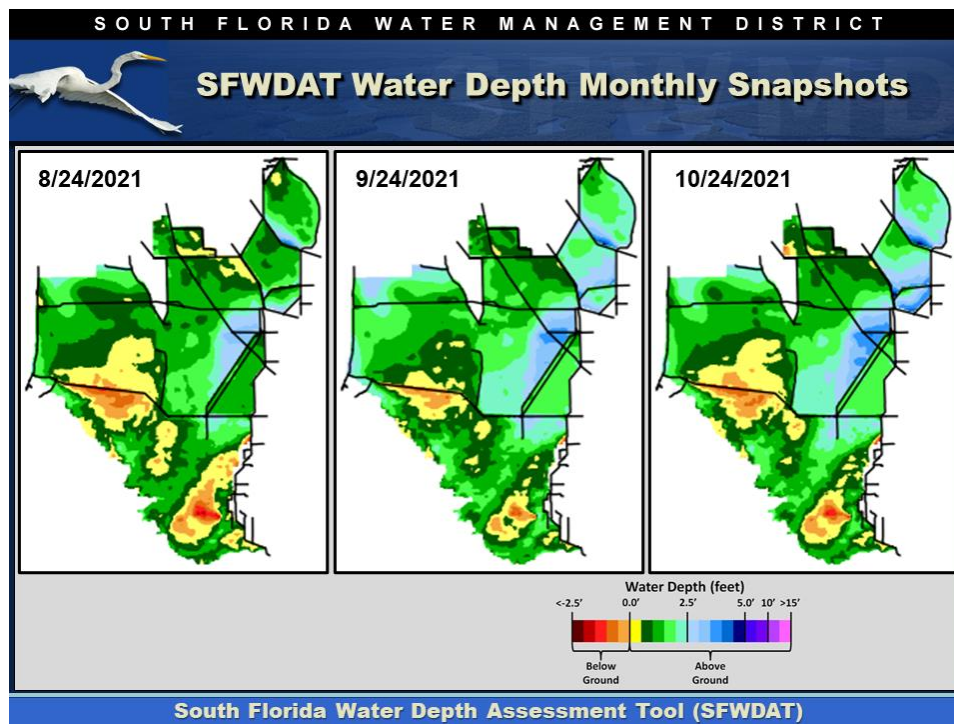 SOUTH FLORIDA WATER MANAGEMENT DISTRICT
SFWMD
SFWDAT Water Depth Monthly Snapshots
8/24/2021
9/24/2021
10/24/2021
Water Depth (feet)
<-2.5' 0.0' 2.5' 5.0' 10' >15'
Below Ground
Above Ground
South Florida Water Depth Assessment Tool (SFWDAT)